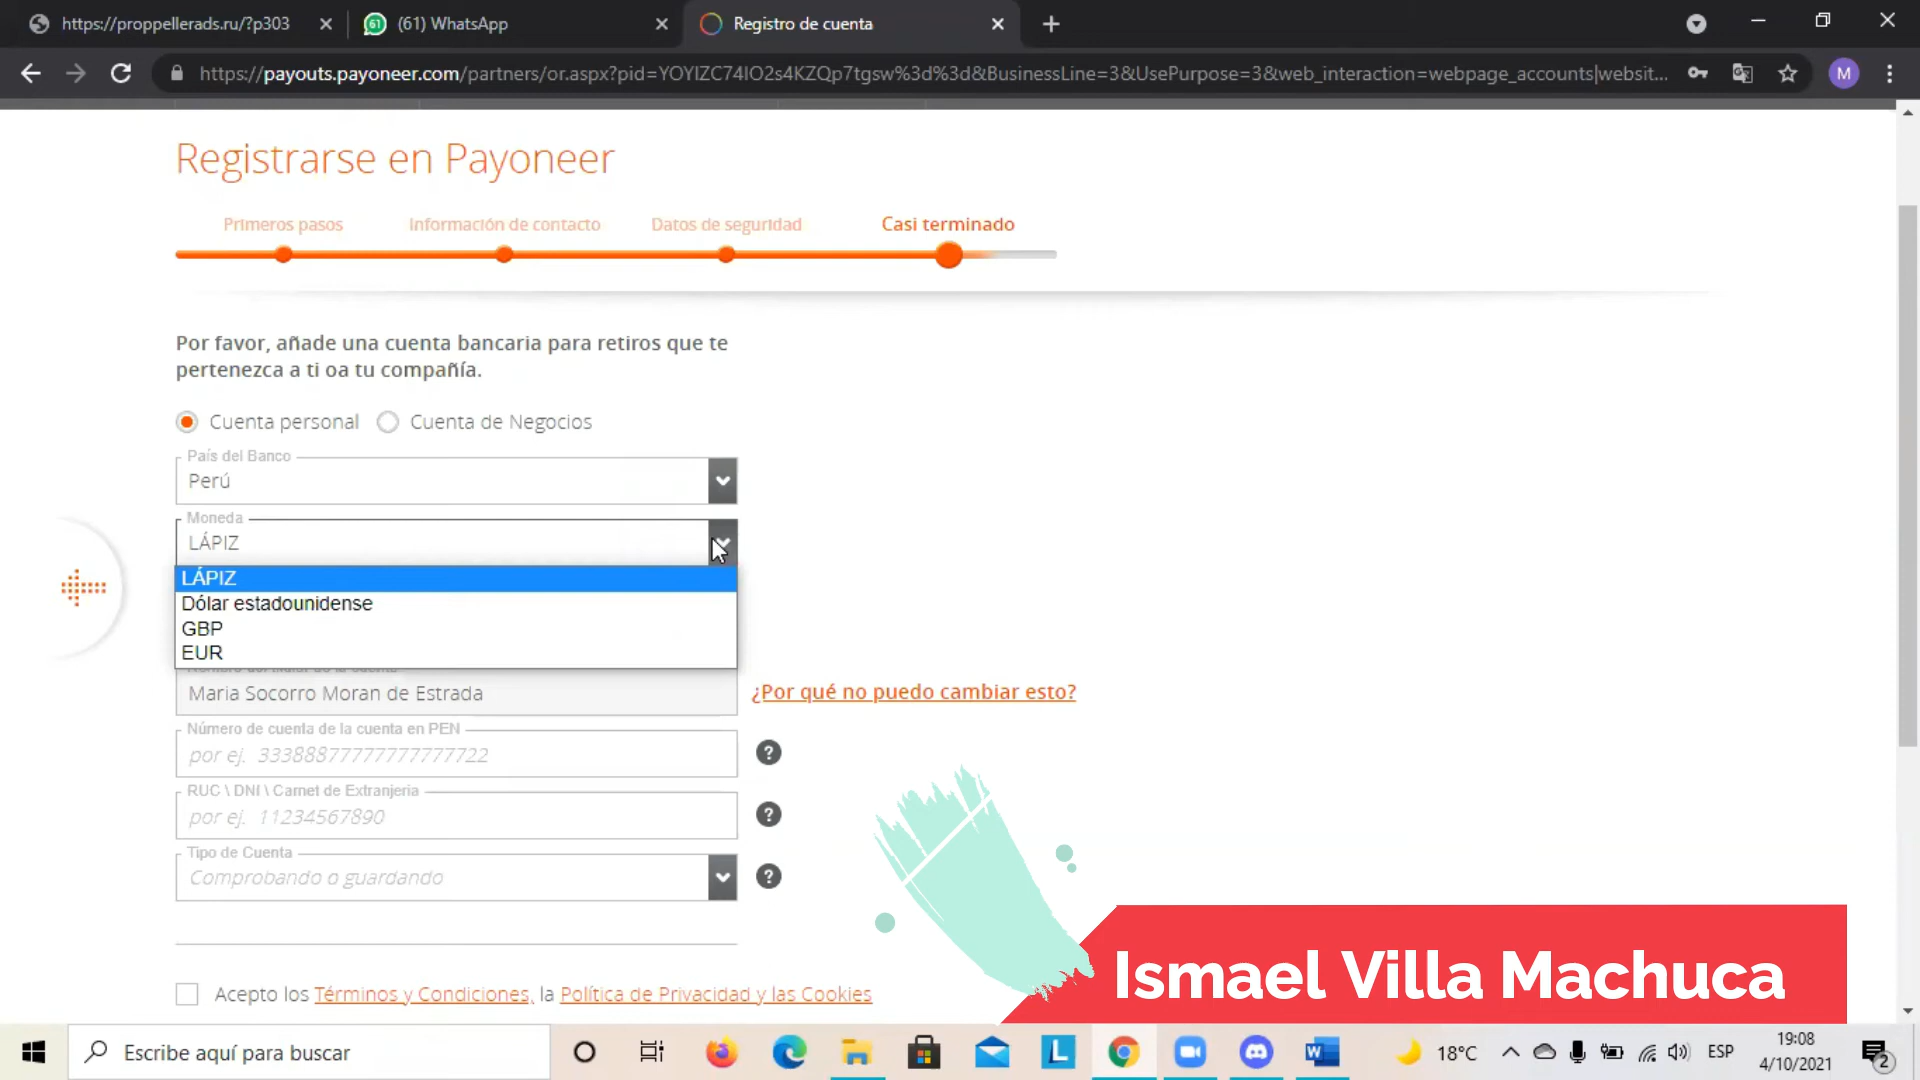 https://proppellerads.ru/?p303
61
(61) WhatsApp
Registro de cuenta
https://payouts.payoneer.com/partners/or.aspx?pid=YOYIZC74IO2s4KZQp7tgsw%3d%3d&BusinessLine=3&UsePurpose=3&web_interaction=webpage_accounts|websit...
M
Registrarse en Payoneer
Primeros pasos
Información de contacto
Datos de seguridad
Casi terminado
Por favor, añade una cuenta bancaria para retiros que te
pertenezca a ti oa tu compañía.
Cuenta personal
Cuenta de Negocios
País del Banco
Perú
Moneda
LÁPIZ
LÁPIZ
Dólar estadounidense
GBP
EUR
Maria Socorro Moran de Estrada
¿Por qué no puedo cambiar esto?
Número de cuenta de la cuenta en PEN
por ej. 33388877777777777722
?
RUC \ DNI \ Carnet de Extranjeria
por ej. 11234567890
?
Tipo de Cuenta
Comprobando o guardando
?
Acepto los Términos y Condiciones, la Política de Privacidad y las Cookies
Ismael Villa Machuca
Escribe aquí para buscar
L
W
18°C
ESP
19:08
4/10/2021
2